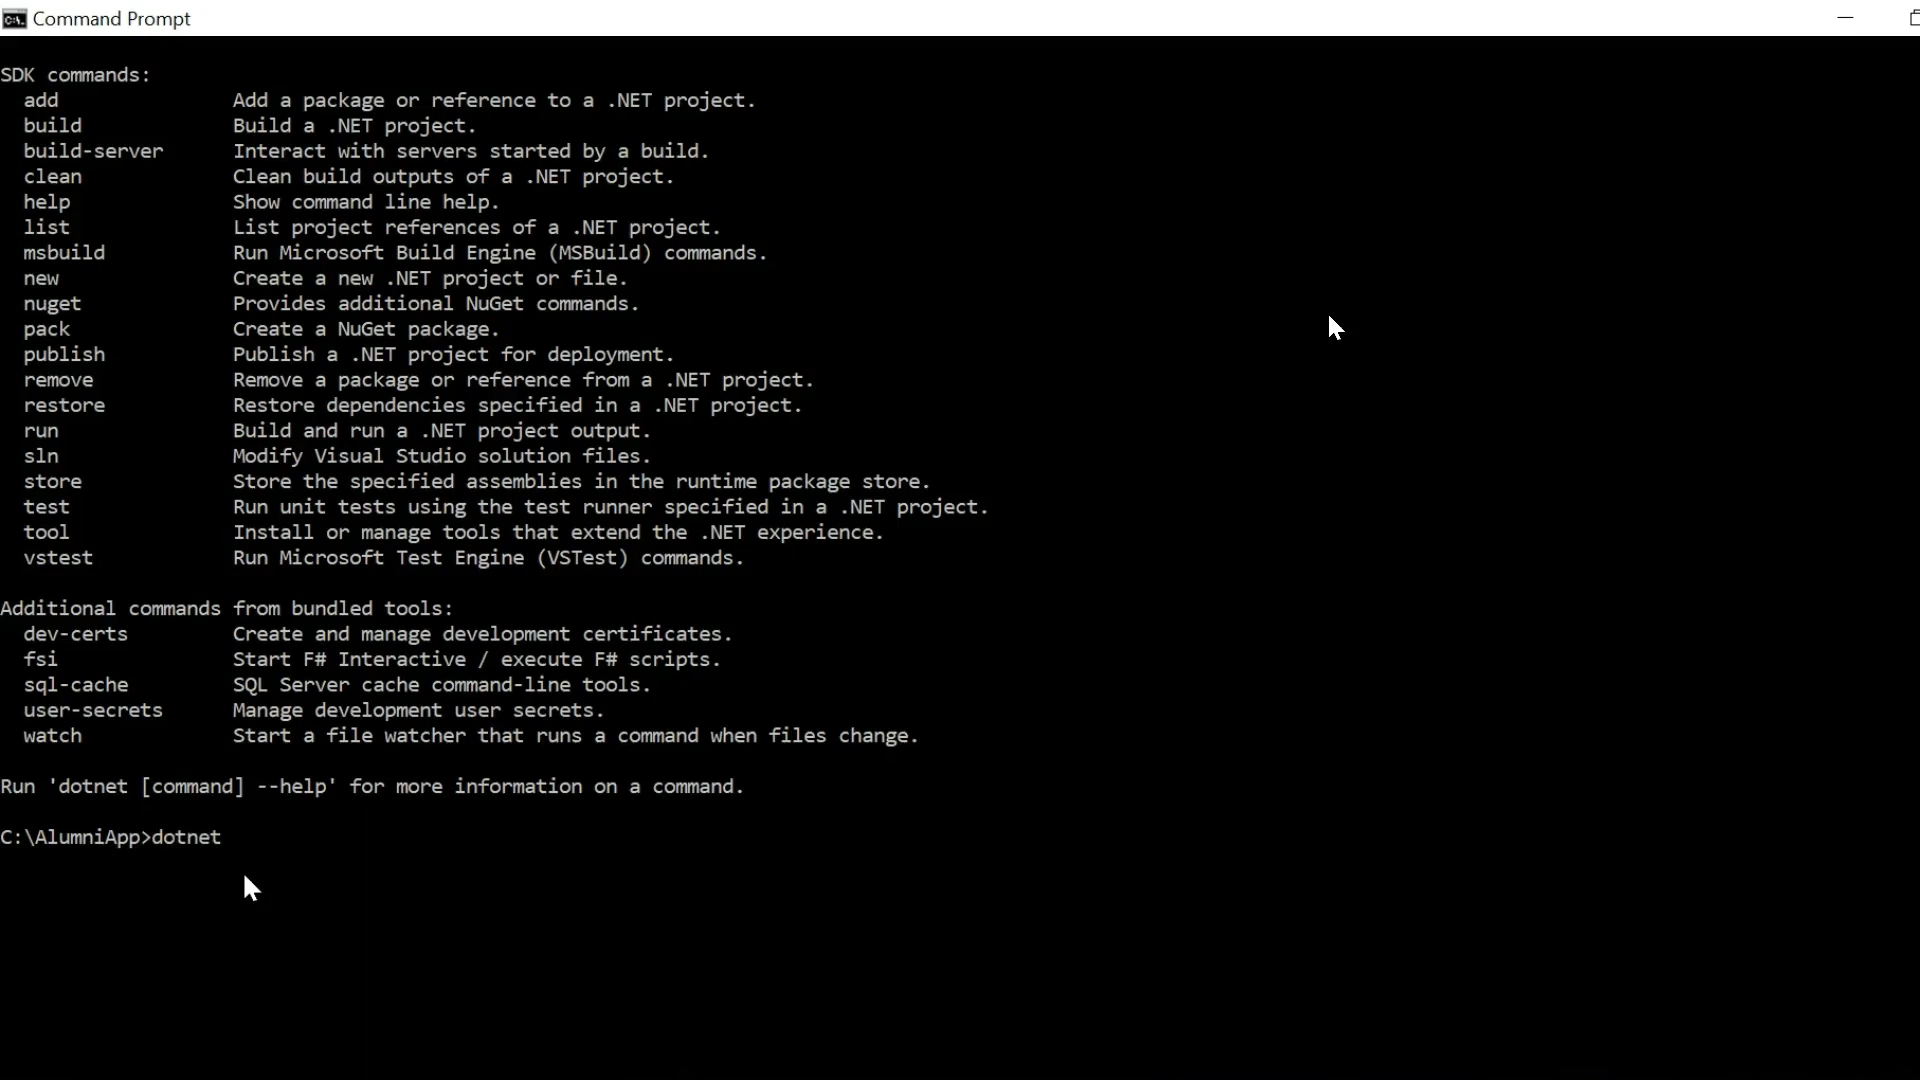 Command Prompt
SDK commands:
add Add a package or reference to a .NET project.
build Build a .NET project.
build-server Interact with servers started by a build.
clean Clean build outputs of a .NET project.
help Show command line help.
list List project references of a .NET project.
msbuild Run Microsoft Build Engine (MSBuild) commands.
new Create a new .NET project or file.
nuget Provides additional NuGet commands.
pack Create a NuGet package.
publish Publish a .NET project for deployment.
remove Remove a package or reference from a .NET project.
restore Restore dependencies specified in a .NET project.
run Build and run a .NET project output.
sln Modify Visual Studio solution files.
store Store the specified assemblies in the runtime package store.
test Run unit tests using the test runner specified in a .NET project.
tool Install or manage tools that extend the .NET experience.
vstest Run Microsoft Test Engine (VSTest) commands.
Additional commands from bundled tools:
dev-certs Create and manage development certificates.
fsi Start F# Interactive / execute F# scripts.
sql-cache SQL Server cache command-line tools.
user-secrets Manage development user secrets.
watch Start a file watcher that runs a command when files change.
Run 'dotnet [command] --help' for more information on a command.
C:\AlumniApp>dotnet